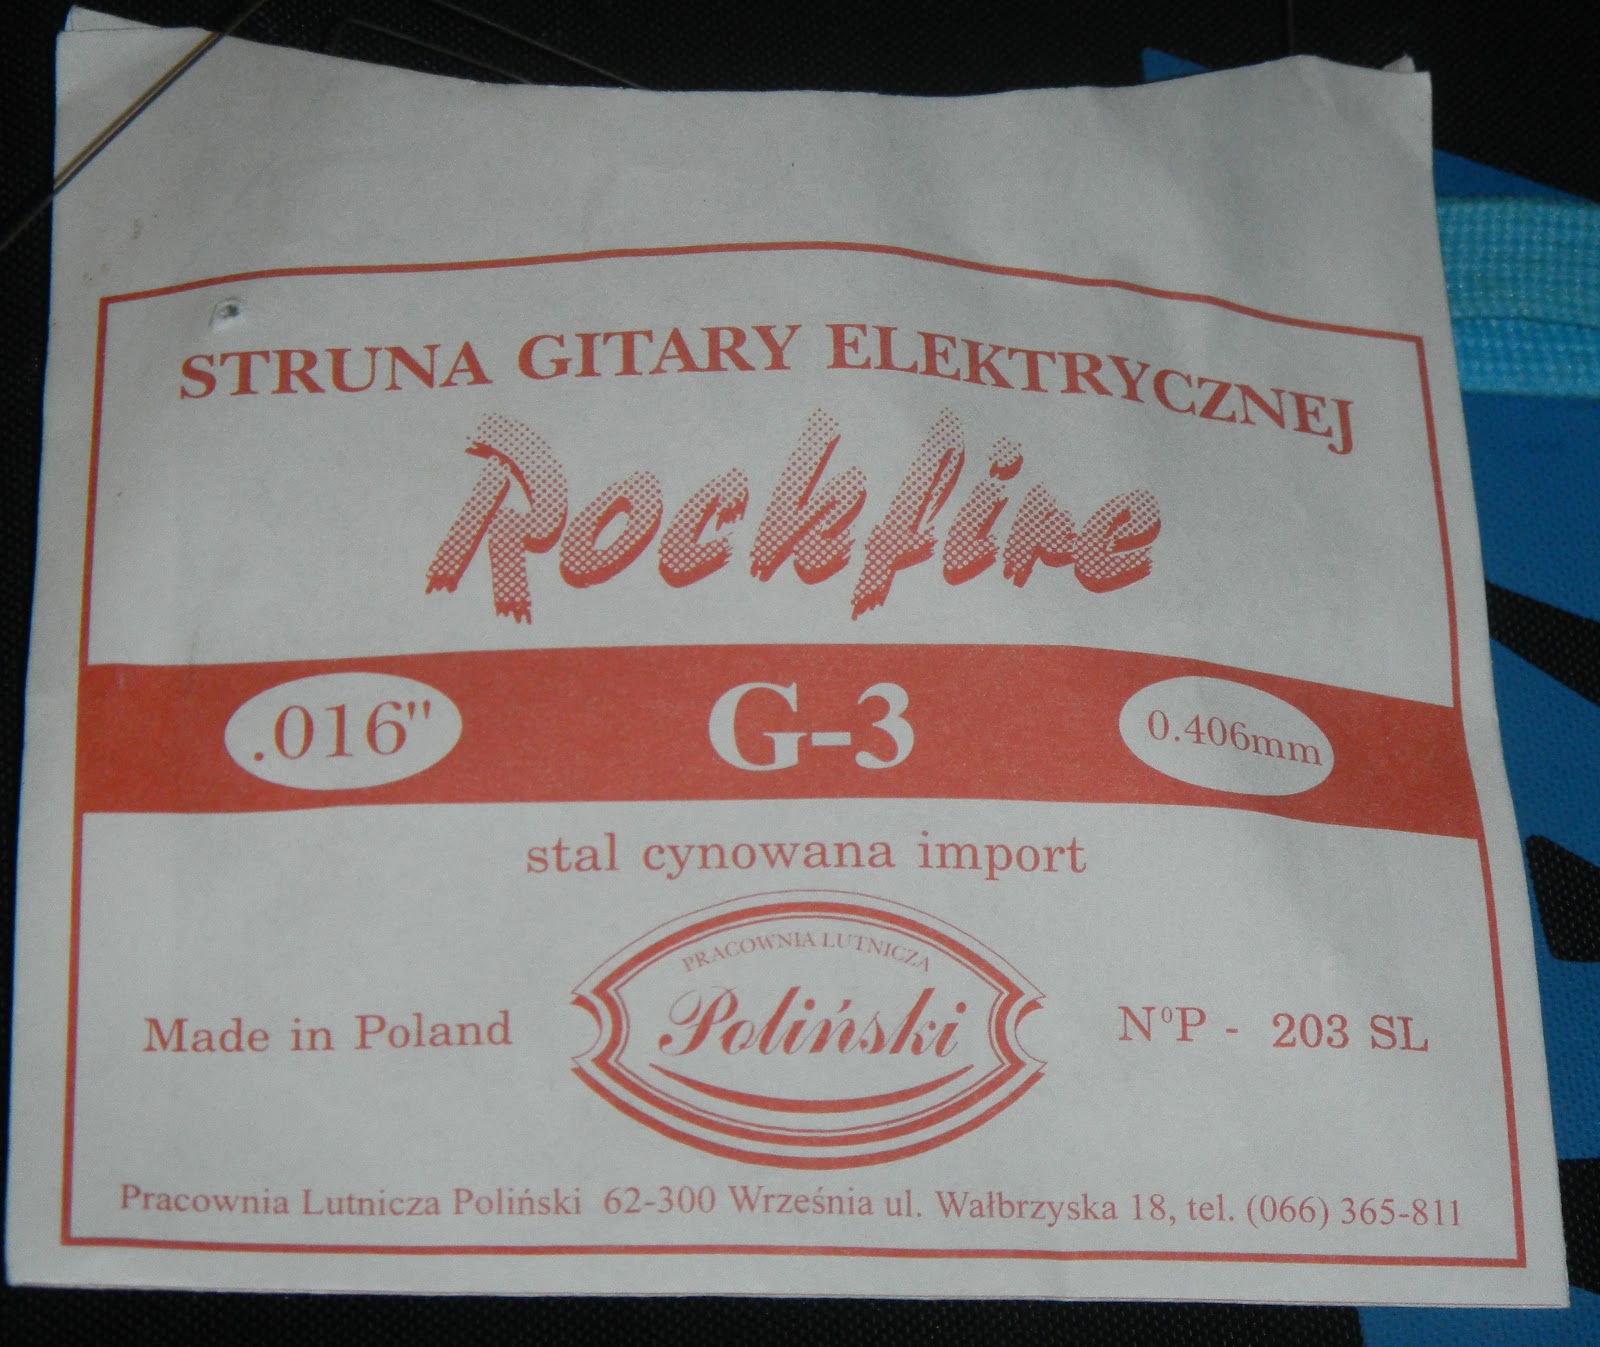 STRUNA GITARY ELEKTRYCZNEJ
Rockfire
.016" G-3 0.406mm
stal cynowana import
PRACOWNIA LUTNICZA
Made in Poland Poliński NºP - 203 SL
Pracownia Lutnicza Poliński 62-300 Września ul. Wałbrzyska 18, tel. (066) 365-811